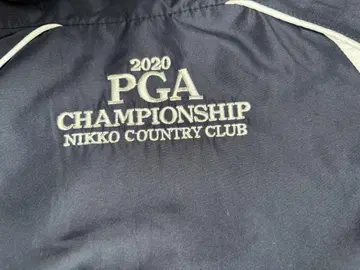 2020
PGA
CHAMPIONSHIP
NIKKO COUNTRY CLUB